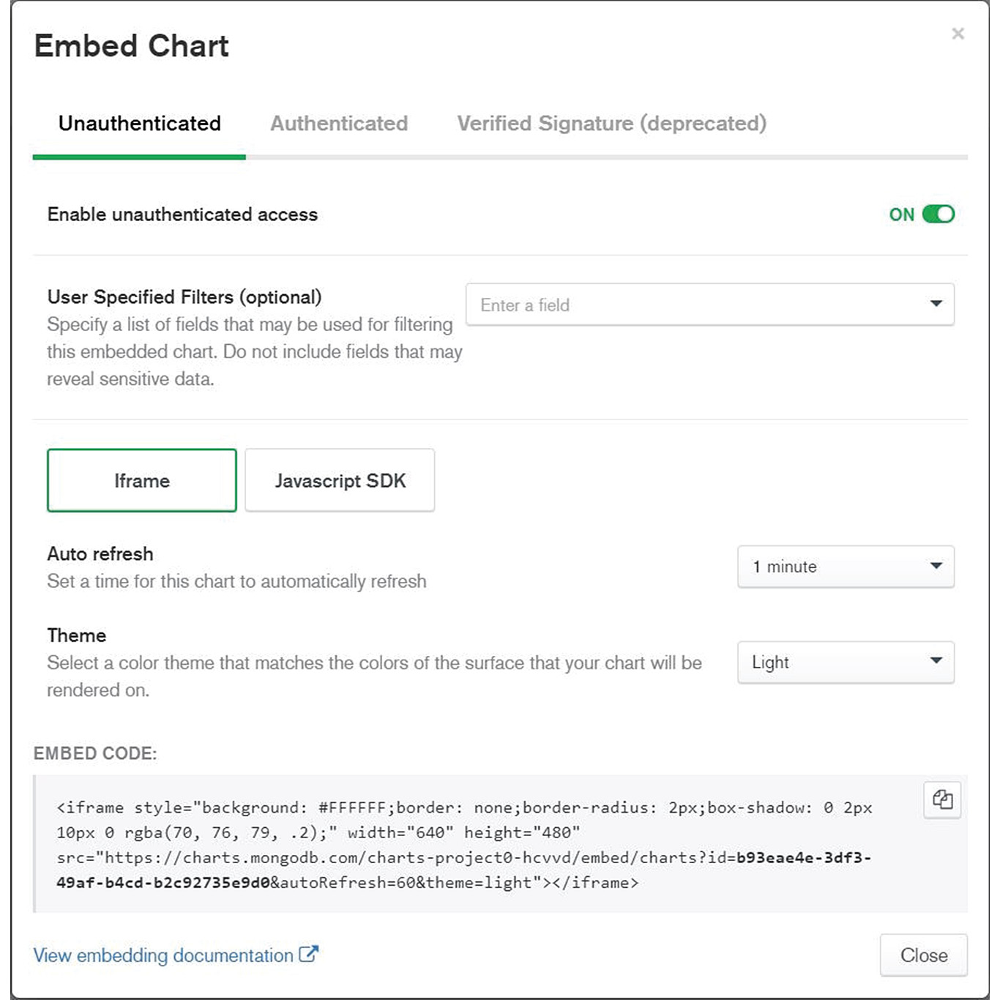 Embed Chart
×
Unauthenticated Authenticated Verified Signature (deprecated)
Enable unauthenticated access ON
User Specified Filters (optional)
Enter a field
Specify a list of fields that may be used for filtering
this embedded chart. Do not include fields that may
reveal sensitive data.
Iframe Javascript SDK
Auto refresh
1 minute
Set a time for this chart to automatically refresh
Theme
Select a color theme that matches the colors of the surface that your chart will be
Light
rendered on.
EMBED CODE:
<iframe style="background: #FFFFFF;border: none;border-radius: 2px;box-shadow: 0 2px
10px 0 rgba(70, 76, 79, .2);" width="640" height="480"
src="https://charts.mongodb.com/charts-project0-hcvvd/embed/charts?id=b93eae4e-3df3-
49af-b4cd-b2c92735e9d0&autoRefresh=60&theme=light"></iframe>
View embedding documentation
Close